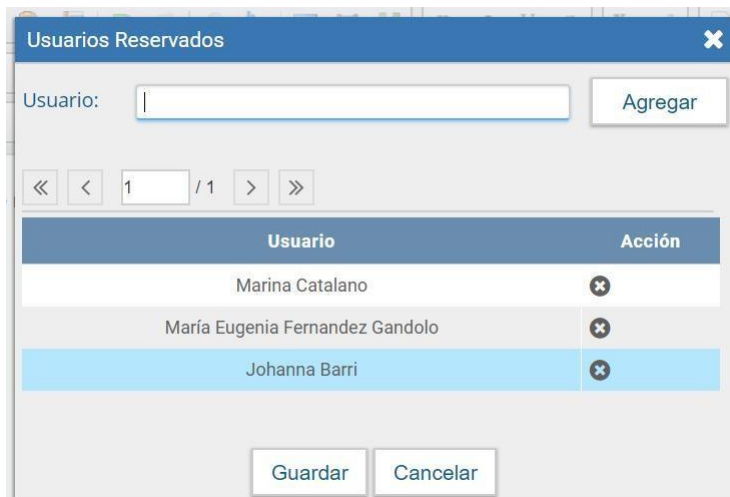 Usuarios Reservados
Usuario:
Agregar
1 / 1
Usuario Acción
Marina Catalano
María Eugenia Fernandez Gandolo
Johanna Barri
Guardar Cancelar